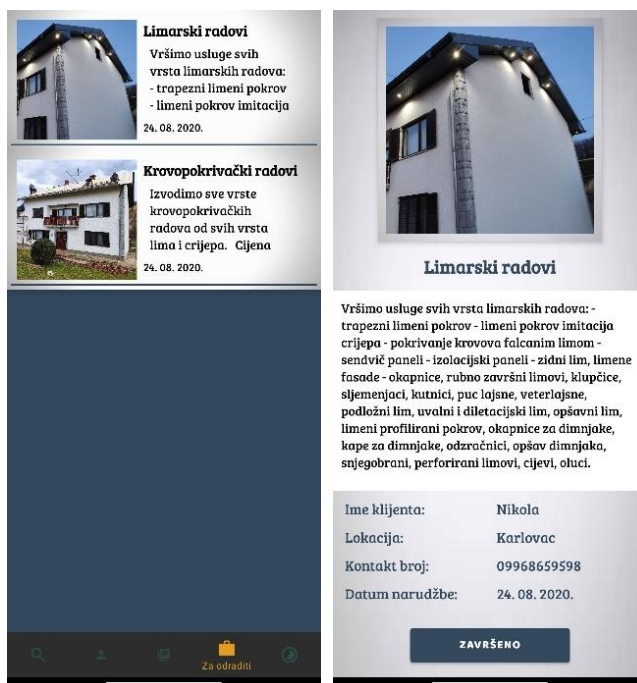 Limarski radovi
Vršimo usluge svih
vrsta limarskih radova:
- trapezni limeni pokrov
- limeni pokrov imitacija
24. 08. 2020.
Krovopokrivački radovi
Izvodimo sve vrste
krovopokrivačkih
radova od svih vrsta
lima i crijepa. Cijena
24. 08. 2020.
Za odraditi
Limarski radovi
Vršimo usluge svih vrsta limarskih radova: -
trapezni limeni pokrov - limeni pokrov imitacija
crijepa - pokrivanje krovova falcanim limom -
sendvič paneli - izolacijski paneli - zidni lim, limene
fasade - okapnice, rubno završni limovi, klupčice,
sljemenjaci, kutnici, puc lajsne, veterlajsne,
podložni lim, uvalni i diletacijski lim, opšavni lim,
limeni profilirani pokrov, okapnice za dimnjake,
kape za dimnjake, odzračnici, opšav dimnjaka,
snjegobrani, perforirani limovi, cijevi, oluci.
Ime klijenta: Nikola
Lokacija: Karlovac
Kontakt broj: 09968659598
Datum narudžbe: 24. 08. 2020.
ZAVRŠENO